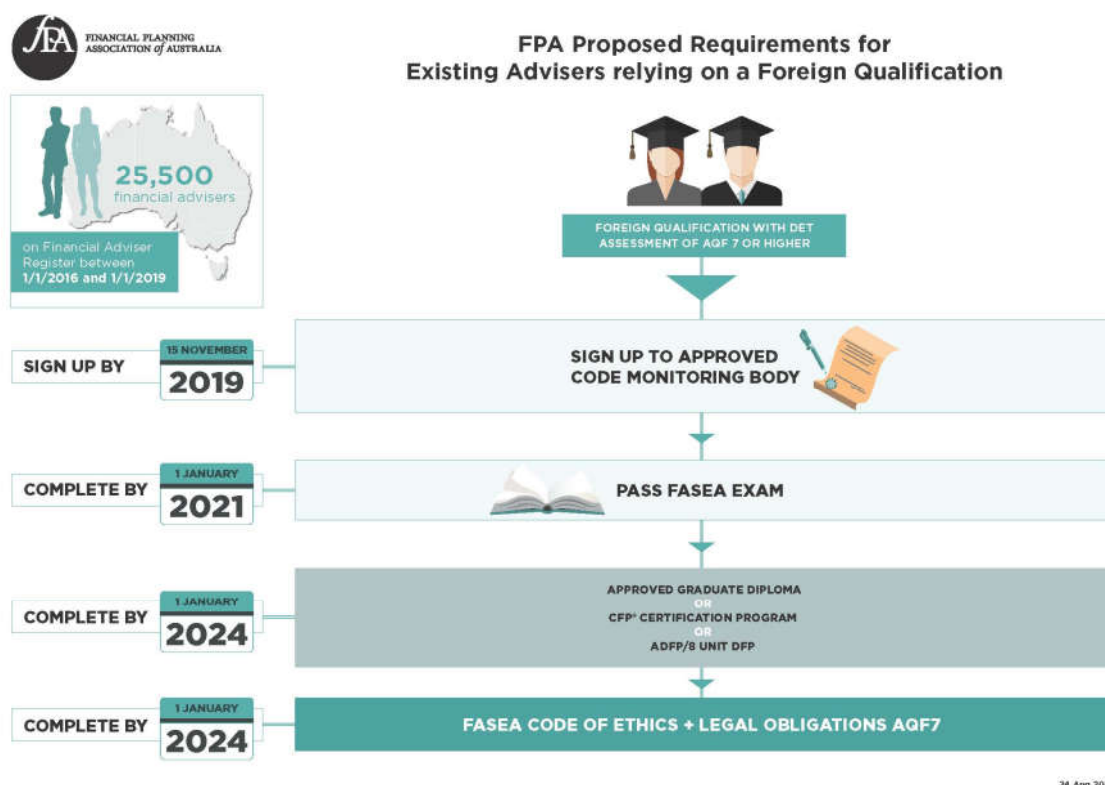 fPA
FINANCIAL PLANNING
ASSOCIATION of AUSTRALIA
FPA Proposed Requirements for
Existing Advisers relying on a Foreign Qualification
25,500
financial advisers
on Financial Adviser
Register between
1/1/2016 and 1/1/2019
FOREIGN QUALIFICATION WITH DET
ASSESSMENT OF AQF 7 OR HIGHER
SIGN UP BY
15 NOVEMBER
2019
SIGN UP TO APPROVED
CODE MONITORING BODY
COMPLETE BY
1 JANUARY
2021
PASS FASEA EXAM
COMPLETE BY
1 JANUARY
2024
APPROVED GRADUATE DIPLOMA
OR
CFP® CERTIFICATION PROGRAM
OR
ADFP/8 UNIT DFP
COMPLETE BY
1 JANUARY
2024
FASEA CODE OF ETHICS + LEGAL OBLIGATIONS AQF7